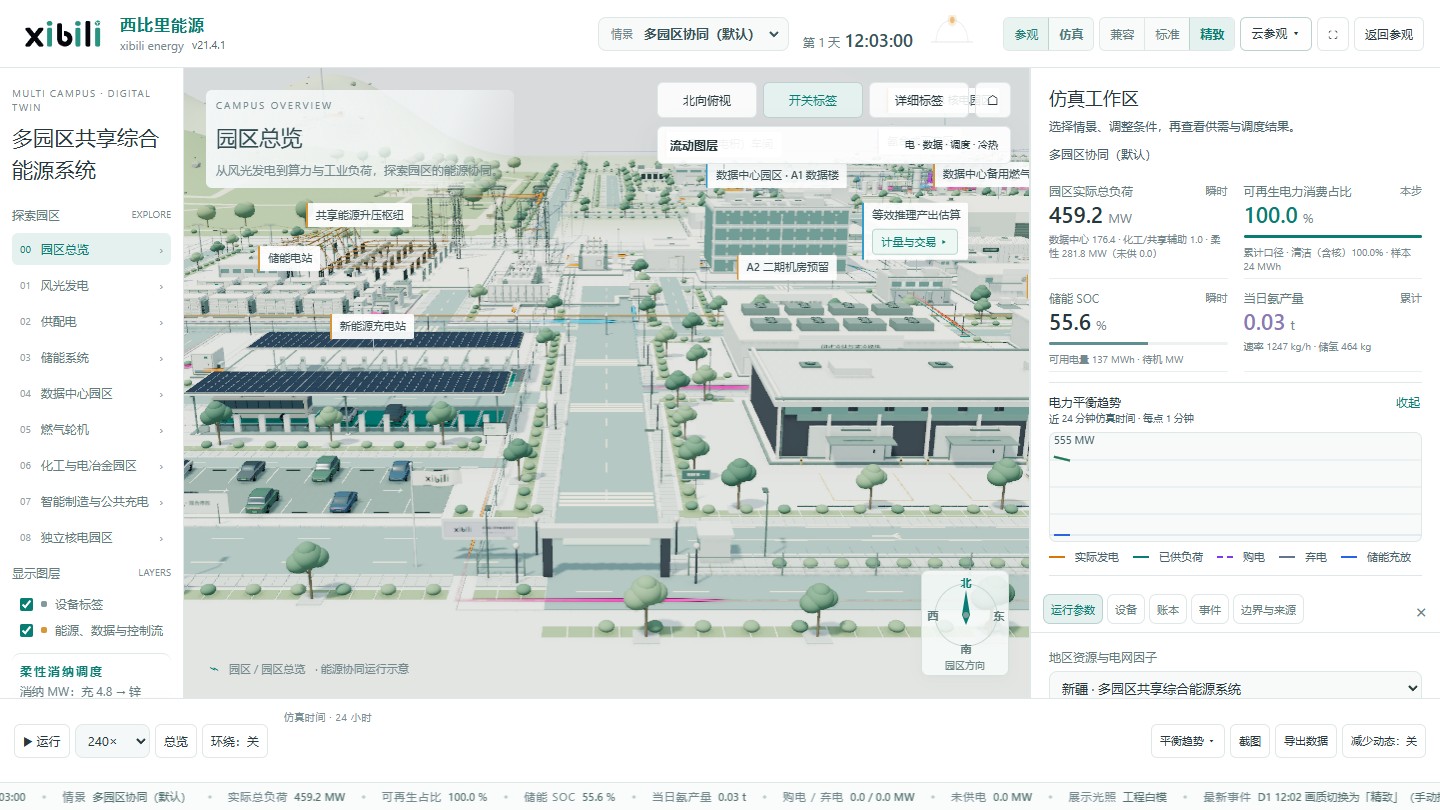 xibili
西比里能源
xibili energy v21.4.1
情景 多园区协同（默认）
第 1 天 12:03:00
参观 仿真
兼容 标准 精致
云参观
返回参观
MULTI CAMPUS · DIGITAL
TWIN
多园区共享综合
能源系统
探索园区 EXPLORE
00 园区总览 ›
01 风光发电 ›
02 供配电 ›
03 储能系统 ›
04 数据中心园区 ›
05 燃气轮机 ›
06 化工与电冶金园区 ›
07 智能制造与公共充电 ›
08 独立核电园区 ›
显示图层 LAYERS
设备标签
能源、数据与控制流
柔性消纳调度
消纳 MW：充 4.8 → 锌
CAMPUS OVERVIEW
园区总览
从风光发电到算力与工业负荷，探索园区的能源协同。
北向俯视 开关标签 详细标签
流动图层 电 · 数据 · 调度 · 冷热
数据中心园区 · A1 数据楼
数据中心备用燃气
共享能源升压枢纽
等效推理产出估算
计量与交易 ▸
储能电站
A2 二期机房预留
新能源充电站
xibili
xibili
北
西 东
南
园区方向
园区 / 园区总览 · 能源协同运行示意
仿真工作区
选择情景、调整条件，再查看供需与调度结果。
多园区协同（默认）
园区实际总负荷 瞬时
459.2 MW
数据中心 176.4 · 化工/共享辅助 1.0 · 柔
性 281.8 MW（未供 0.0）
可再生电力消费占比 本步
100.0 %
累计口径 · 清洁（含核）100.0% · 样本
24 MWh
储能 SOC 瞬时
55.6 %
可用电量 137 MWh · 待机 MW
当日氨产量 累计
0.03 t
速率 1247 kg/h · 储氢 464 kg
电力平衡趋势 收起
近 24 分钟仿真时间 · 每点 1 分钟
555 MW
实际发电 已供负荷 购电 弃电 储能充放
运行参数 设备 账本 事件 边界与来源 ×
地区资源与电网因子
新疆 · 多园区共享综合能源系统
仿真时间 · 24 小时
▶ 运行 240× 总览 环绕：关
平衡趋势 截图 导出数据 减少动态：关
03:00 • 情景 多园区协同（默认） • 实际总负荷 459.2 MW • 可再生占比 100.0 % • 储能 SOC 55.6 % • 当日氨产量 0.03 t • 购电 / 弃电 0.0 / 0.0 MW • 未供电 0.0 MW • 展示光照 工程白模 • 最新事件 D1 12:02 画质切换为「精致」